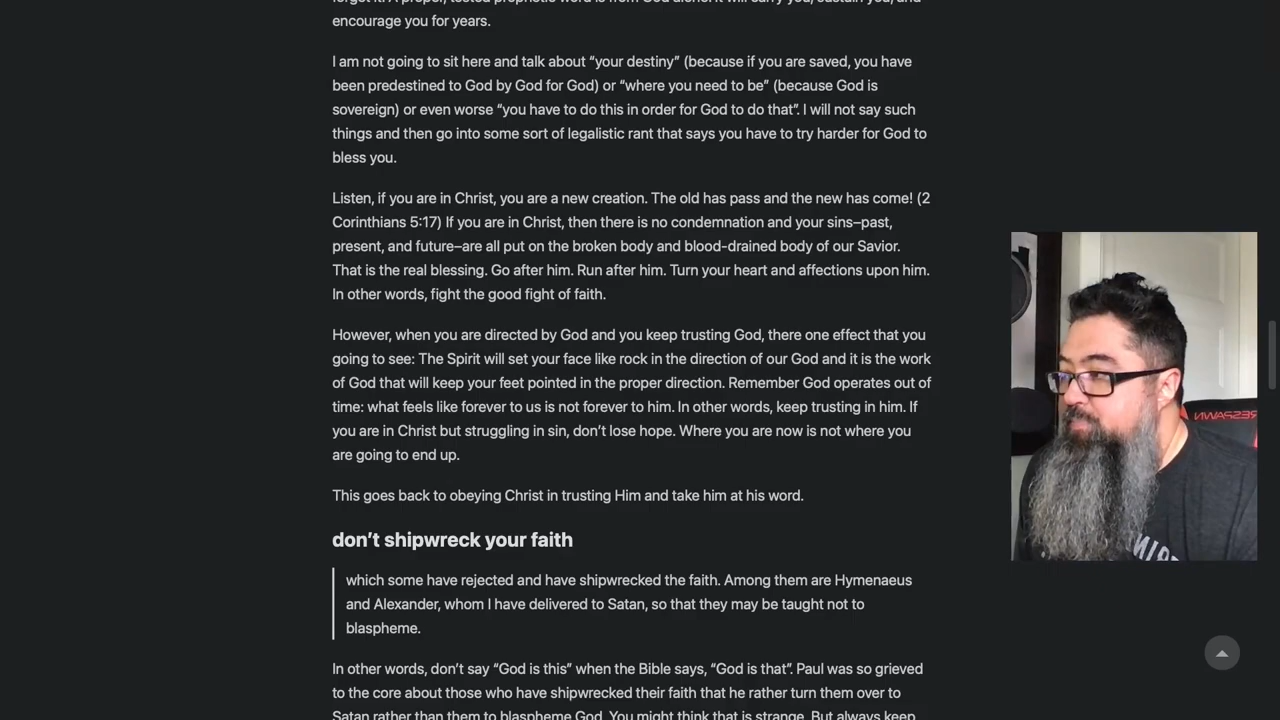 encourage you for years.
I am not going to sit here and talk about “your destiny” (because if you are saved, you have
been predestined to God by God for God) or “where you need to be” (because God is
sovereign) or even worse “you have to do this in order for God to do that”. I will not say such
things and then go into some sort of legalistic rant that says you have to try harder for God to
bless you.
Listen, if you are in Christ, you are a new creation. The old has pass and the new has come! (2
Corinthians 5:17) If you are in Christ, then there is no condemnation and your sins–past,
present, and future–are all put on the broken body and blood-drained body of our Savior.
That is the real blessing. Go after him. Run after him. Turn your heart and affections upon him.
In other words, fight the good fight of faith.
However, when you are directed by God and you keep trusting God, there one effect that you
going to see: The Spirit will set your face like rock in the direction of our God and it is the work
of God that will keep your feet pointed in the proper direction. Remember God operates out of
time: what feels like forever to us is not forever to him. In other words, keep trusting in him. If
you are in Christ but struggling in sin, don’t lose hope. Where you are now is not where you
are going to end up.
This goes back to obeying Christ in trusting Him and take him at his word.
don’t shipwreck your faith
which some have rejected and have shipwrecked the faith. Among them are Hymenaeus
and Alexander, whom I have delivered to Satan, so that they may be taught not to
blaspheme.
In other words, don’t say “God is this” when the Bible says, “God is that”. Paul was so grieved
to the core about those who have shipwrecked their faith that he rather turn them over to
Satan rather than them to blaspheme God. You might think that is strange. But always keep
RESPAWN